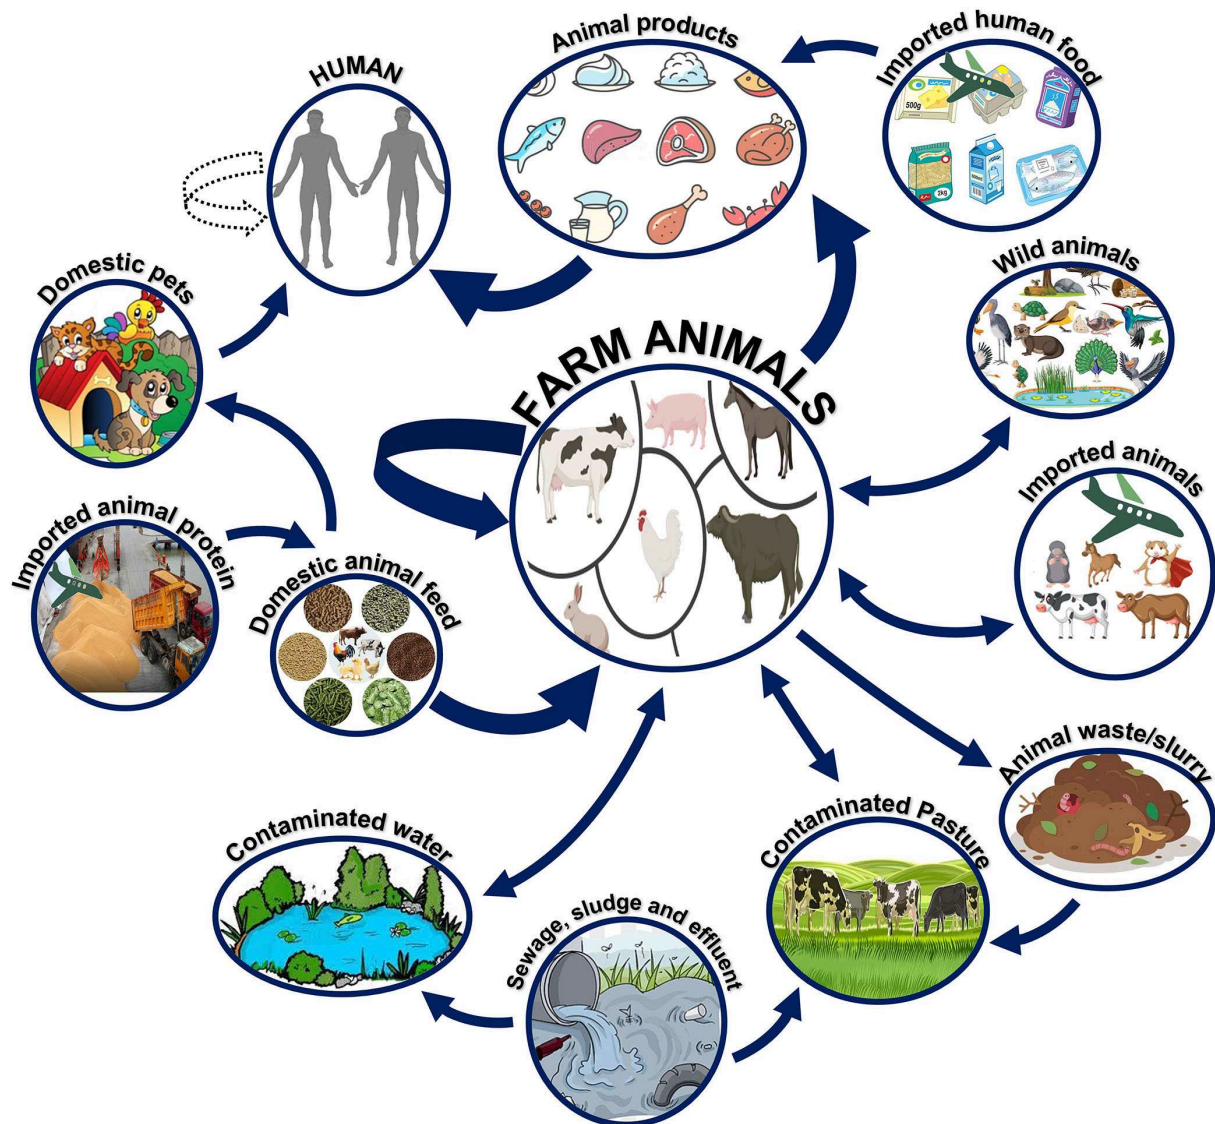 Animal products
Imported human food
HUMAN
500g
2kg
Domestic pets
Wild animals
FARM ANIMALS
Imported animals
Imported animal protein
Domestic animal feed
Animal waste/slurry
Contaminated water
Contaminated Pasture
Sewage, sludge and effluent